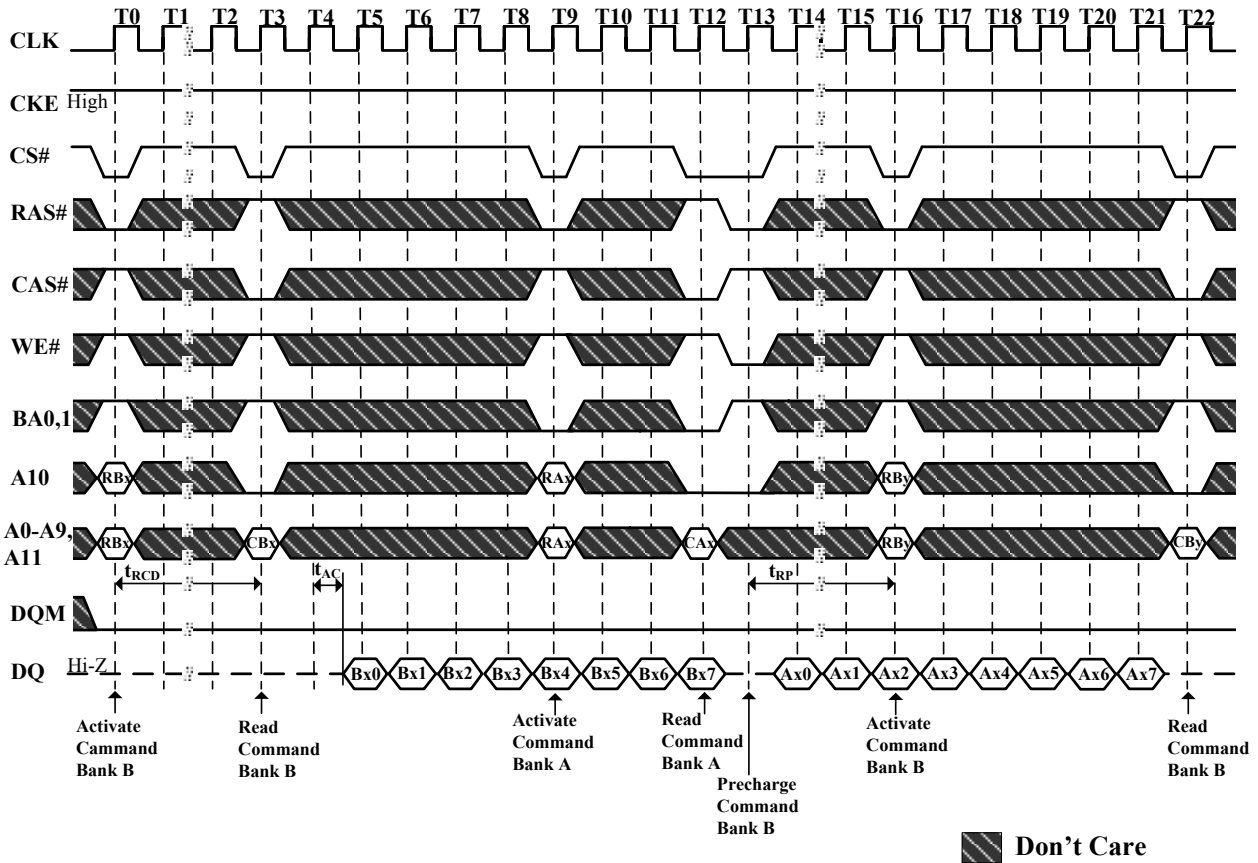 T0 T1 T2 T3 T4 T5 T6 T7 T8 T9 T10 T11 T12 T13 T14 T15 T16 T17 T18 T19 T20 T21 T22
CLK
CKE High
CS#
RAS#
CAS#
WE#
BA0,1
A10 RBx RAx RBy
A0-A9,
A11 RBx CBx RAx CAx RBy CBy
tRCD tAC tRP
DQM
DQ Hi-Z Bx0 Bx1 Bx2 Bx3 Bx4 Bx5 Bx6 Bx7 Ax0 Ax1 Ax2 Ax3 Ax4 Ax5 Ax6 Ax7
Activate
Cammand
Bank B
Read
Command
Bank B
Activate
Command
Bank A
Read
Command
Bank A
Precharge
Command
Bank B
Activate
Command
Bank B
Read
Command
Bank B
Don't Care